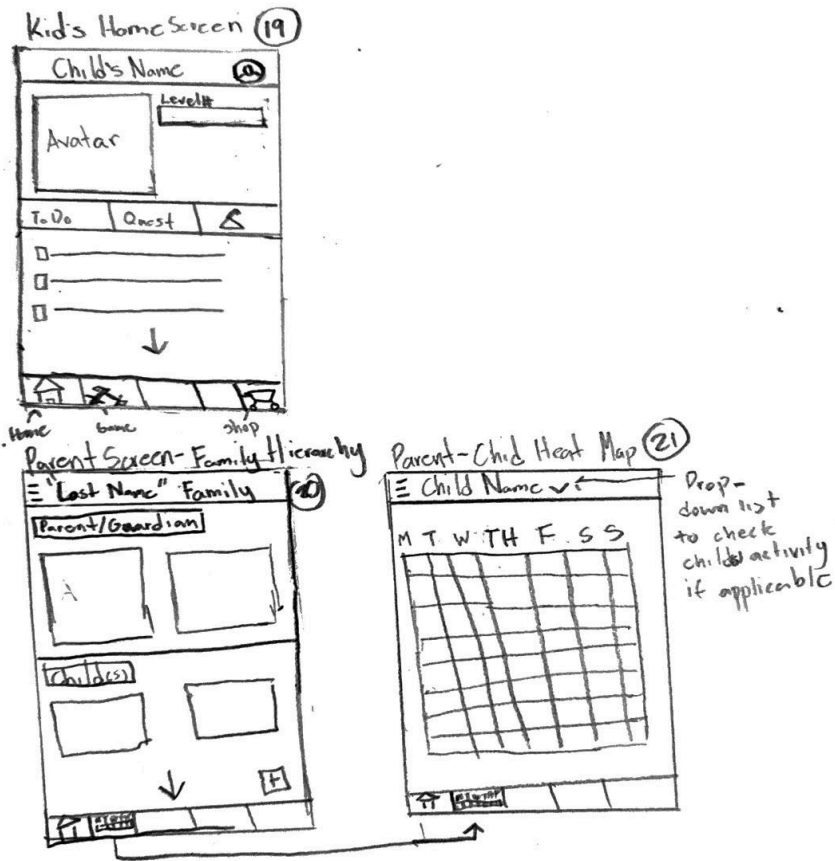 Kid's Home Screen 19
Child's Name
Level#
Avatar
To Do Quest
Home Game Shop
Parent Screen - Family Hierarchy
20
"Last Name" Family
Parent/Guardian
A
Child(s)
+
Parent - Chid Heat Map 21
Child Name
Drop-
down list
to check
child activity
if applicable
M T W TH F S S